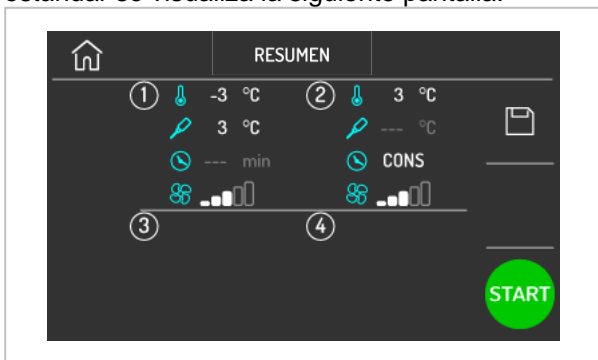 estándar se visualiza la siguiente pantalla:
RESUMEN
1 -3 °C 2 3 °C
3 °C --- °C
--- min CONS
3 4
START